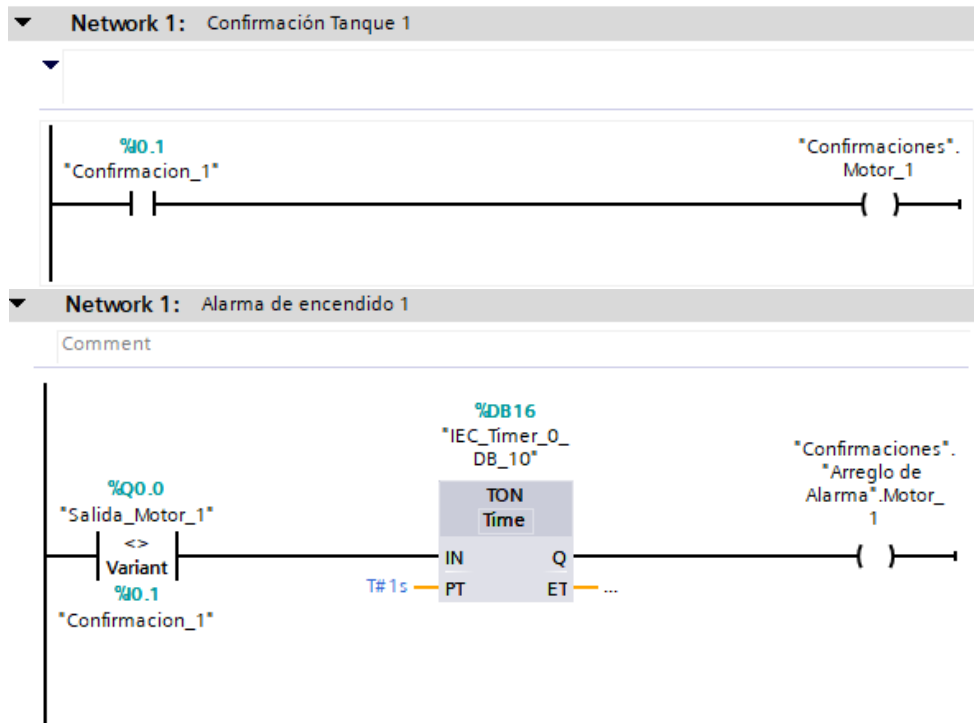 Network 1: Confirmación Tanque 1
%I0.1
"Confirmacion_1"
"Confirmaciones".
Motor_1
Network 1: Alarma de encendido 1
Comment
%DB16
"IEC_Timer_0_
DB_10"
"Confirmaciones".
"Arreglo de
Alarma".Motor_
1
%Q0.0
"Salida_Motor_1"
<>
Variant
%I0.1
"Confirmacion_1"
TON
Time
IN Q
T#1s PT ET ...